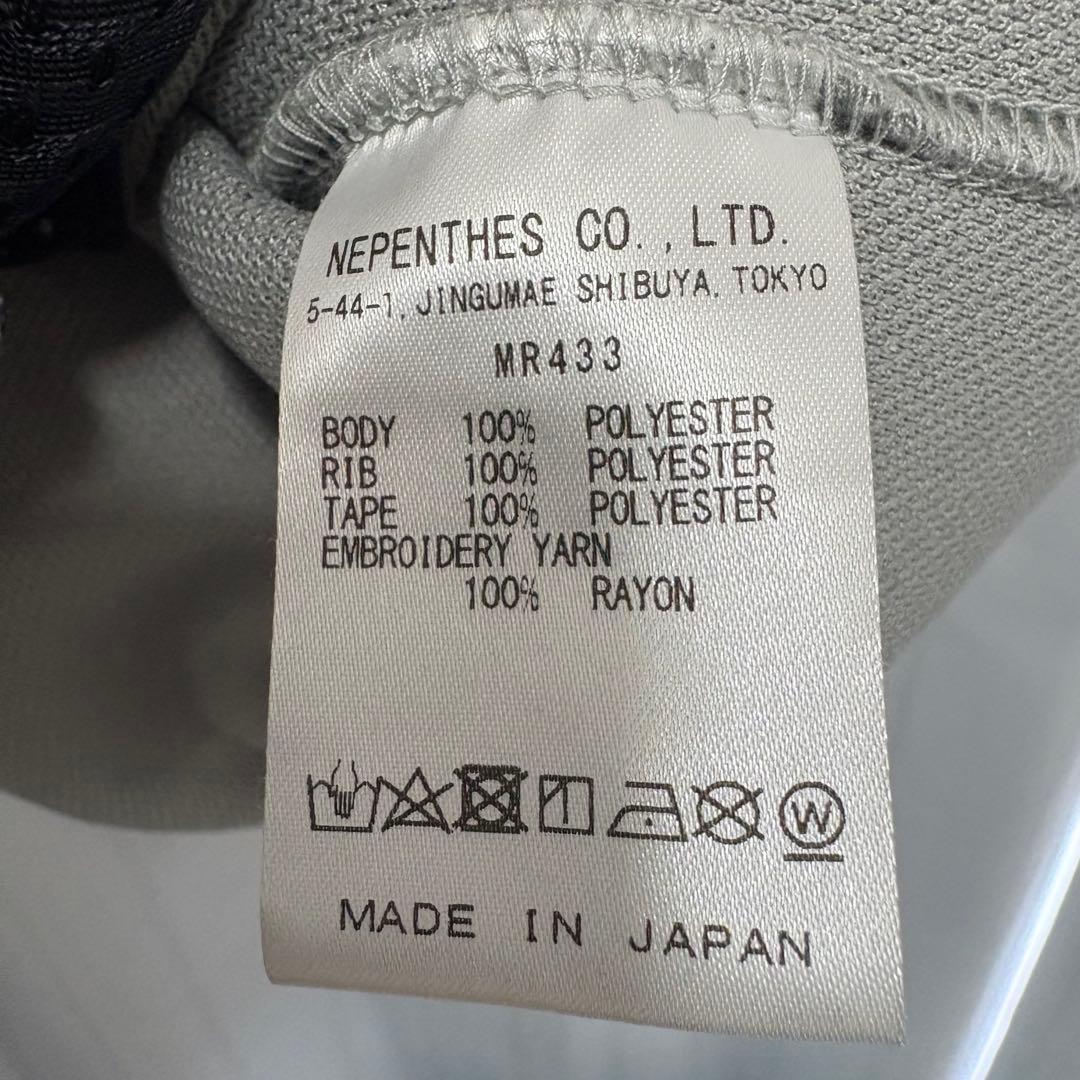 NEPENTHES CO., LTD.
5-44-1, JINGUMAE SHIBUYA, TOKYO
MR433
BODY 100% POLYESTER
RIB 100% POLYESTER
TAPE 100% POLYESTER
EMBROIDERY YARN
100% RAYON
W
MADE IN JAPAN